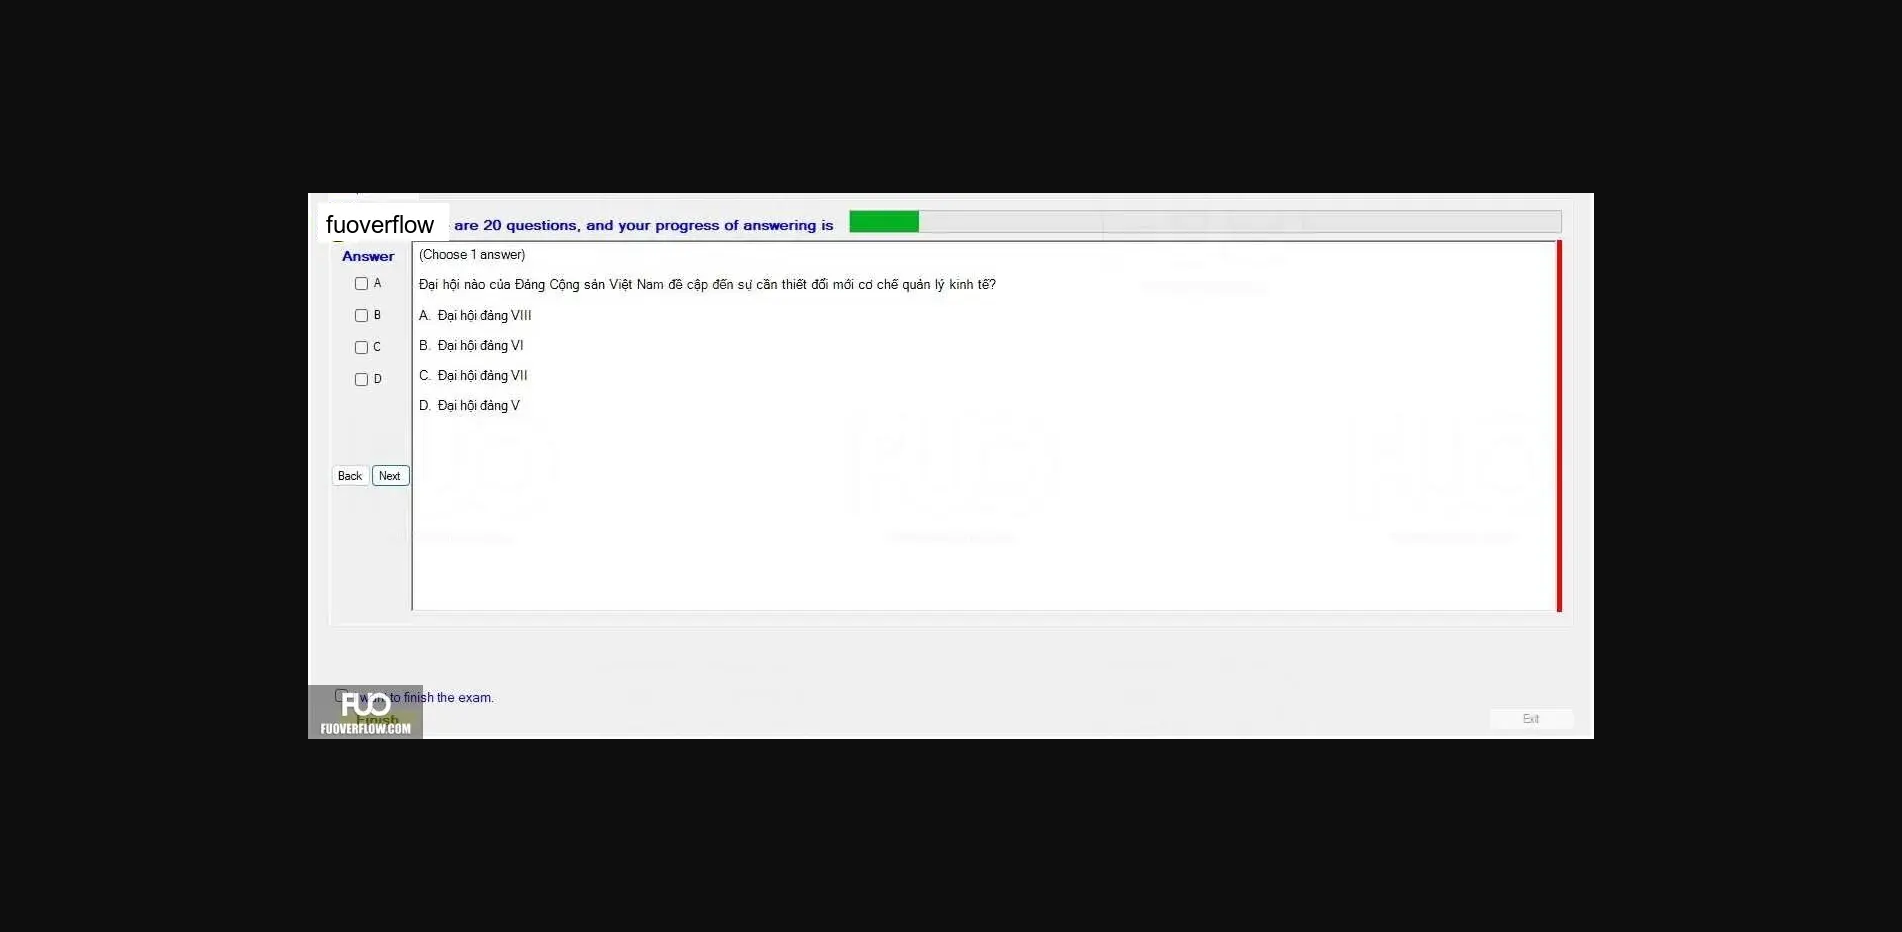 fuoverflow are 20 questions, and your progress of answering is
Answer
(Choose 1 answer)
A
Đại hội nào của Đảng Cộng sản Việt Nam đề cập đến sự cần thiết đổi mới cơ chế quản lý kinh tế?
B
A. Đại hội đảng VIII
C
B. Đại hội đảng VI
D
C. Đại hội đảng VII
D. Đại hội đảng V
Back Next
want to finish the exam.
FUO
Finish
FUOVERFLOW.COM
Exit